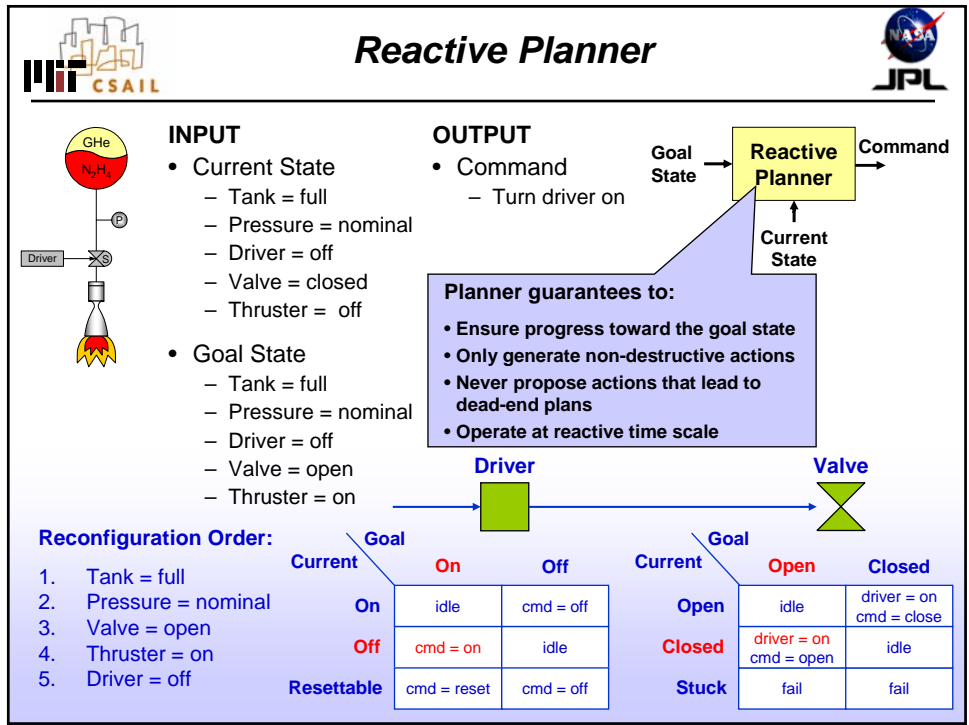 MIT CSAIL
Reactive Planner
NASA
JPL
GHe
N₂H₄
P
Driver
S
INPUT
• Current State
– Tank = full
– Pressure = nominal
– Driver = off
– Valve = closed
– Thruster = off
• Goal State
– Tank = full
– Pressure = nominal
– Driver = off
– Valve = open
– Thruster = on
OUTPUT
• Command
– Turn driver on
Goal
State
Reactive
Planner
Command
Current
State
Planner guarantees to:
• Ensure progress toward the goal state
• Only generate non-destructive actions
• Never propose actions that lead to
dead-end plans
• Operate at reactive time scale
Driver
Valve
Reconfiguration Order:
1. Tank = full
2. Pressure = nominal
3. Valve = open
4. Thruster = on
5. Driver = off
Goal
Current
On Off
On idle cmd = off
Off cmd = on idle
Resettable cmd = reset cmd = off
Goal
Current
Open Closed
Open idle driver = on
cmd = close
Closed driver = on
cmd = open idle
Stuck fail fail